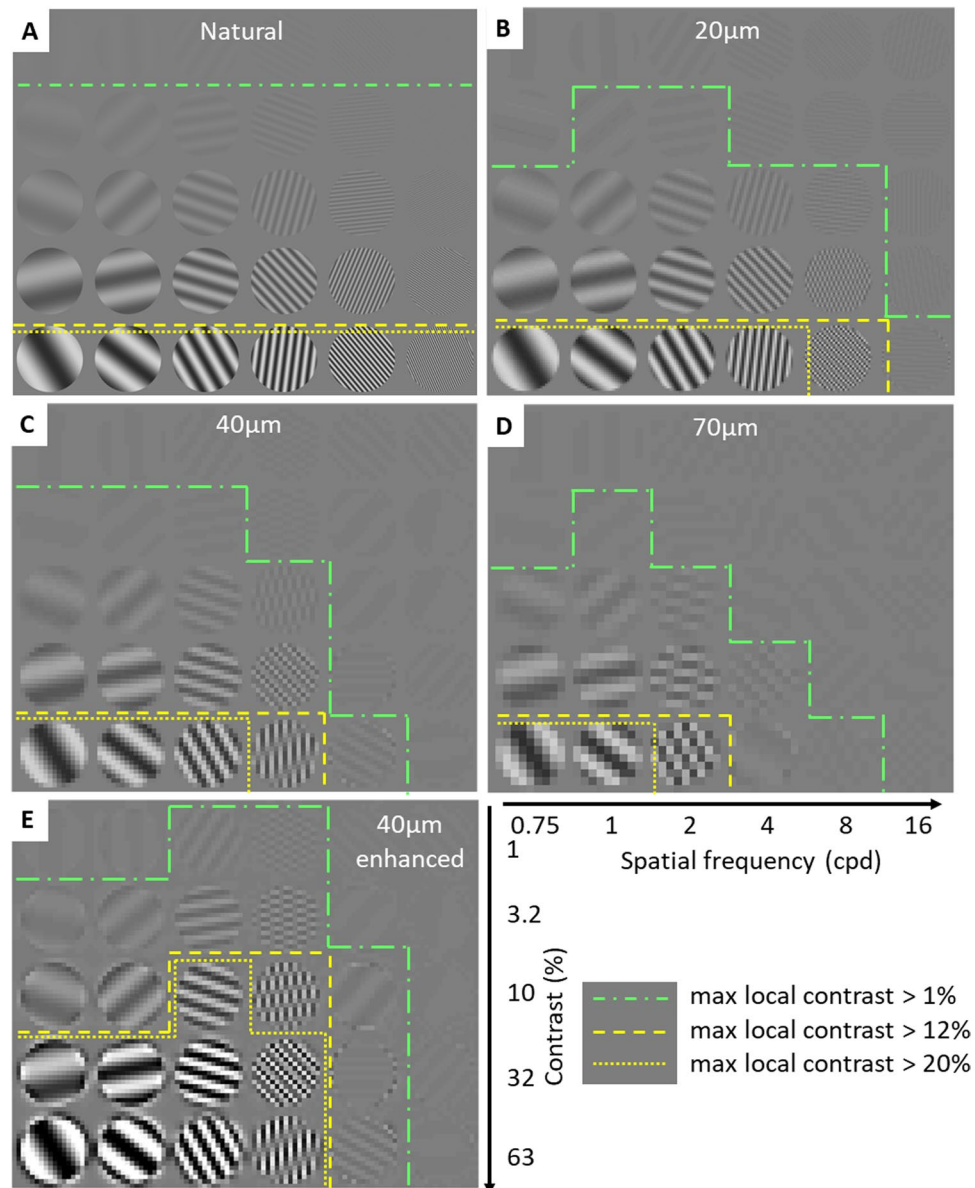 A Natural
B 20µm
C 40µm
D 70µm
E 40µm
enhanced
0.75 1 2 4 8 16
Spatial frequency (cpd)
1
3.2
10
32
63
Contrast (%)
max local contrast > 1%
max local contrast > 12%
max local contrast > 20%